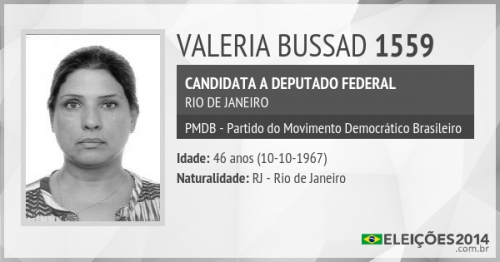 VALERIA BUSSAD 1559
CANDIDATA A DEPUTADO FEDERAL
RIO DE JANEIRO
PMDB - Partido do Movimento Democrático Brasileiro
Idade: 46 anos (10-10-1967)
Naturalidade: RJ - Rio de Janeiro
ELEIÇÕES2014
.com.br